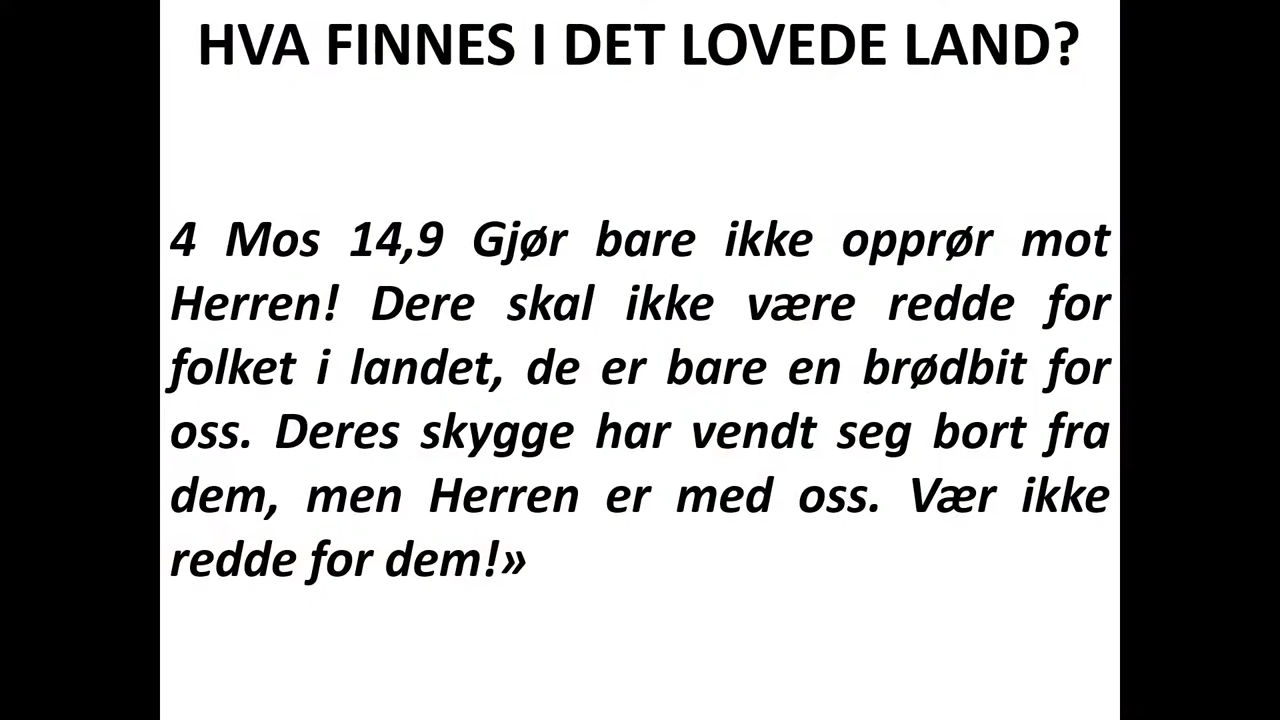 HVA FINNES I DET LOVEDE LAND?
4 Mos 14,9 Gjør bare ikke opprør mot
Herren! Dere skal ikke være redde for
folket i landet, de er bare en brødbit for
oss. Deres skygge har vendt seg bort fra
dem, men Herren er med oss. Vær ikke
redde for dem!»